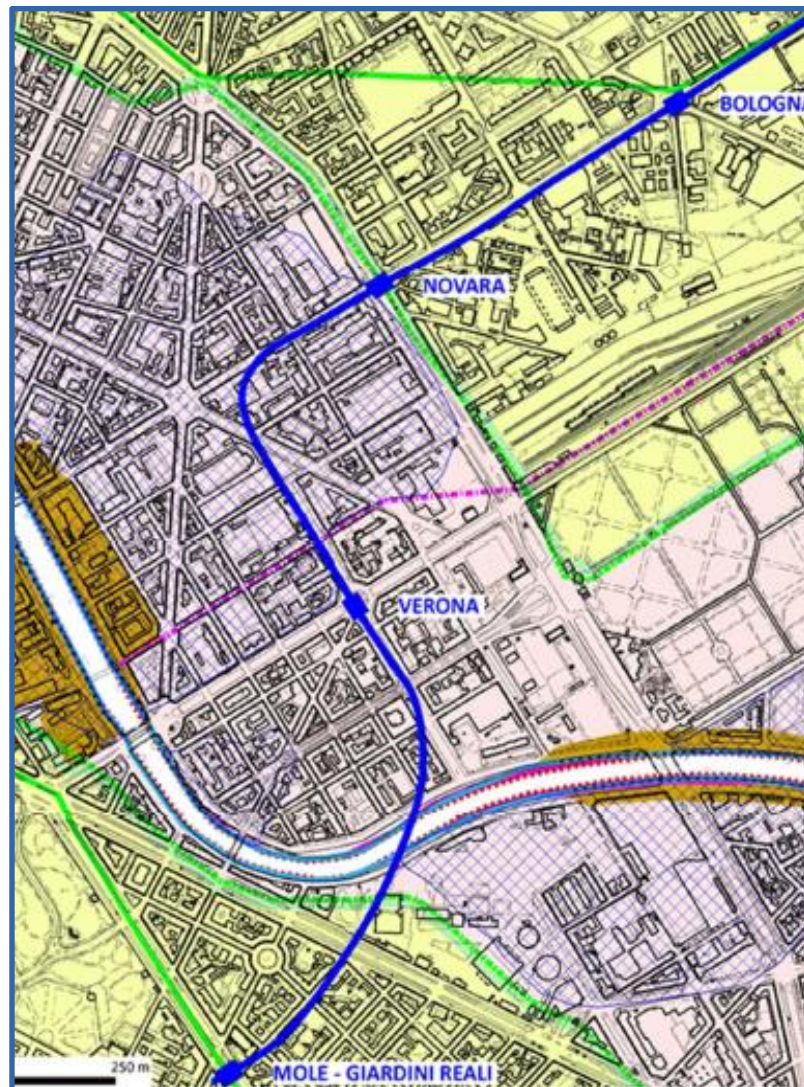 BOLOGNA
NOVARA
VERONA
250 m
MOLE - GIARDINI REALI